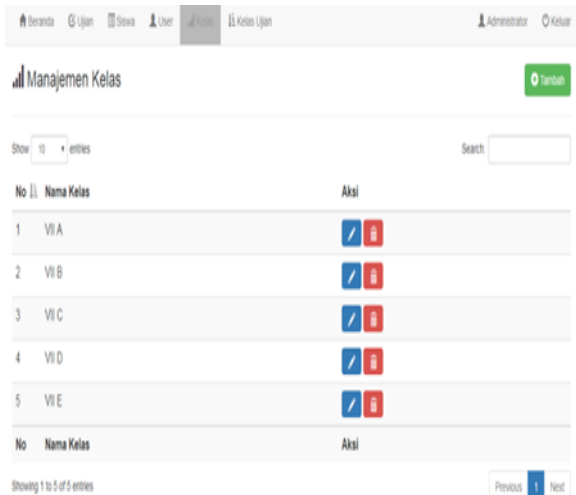 Beranda Ujian Siswa User Kelas Kelas Ujian Administrator Keluar
Manajemen Kelas Tambah
Show 10 entries Search:
No Nama Kelas Aksi
1 VII A
2 VII B
3 VII C
4 VII D
5 VII E
No Nama Kelas Aksi
Showing 1 to 5 of 5 entries Previous 1 Next